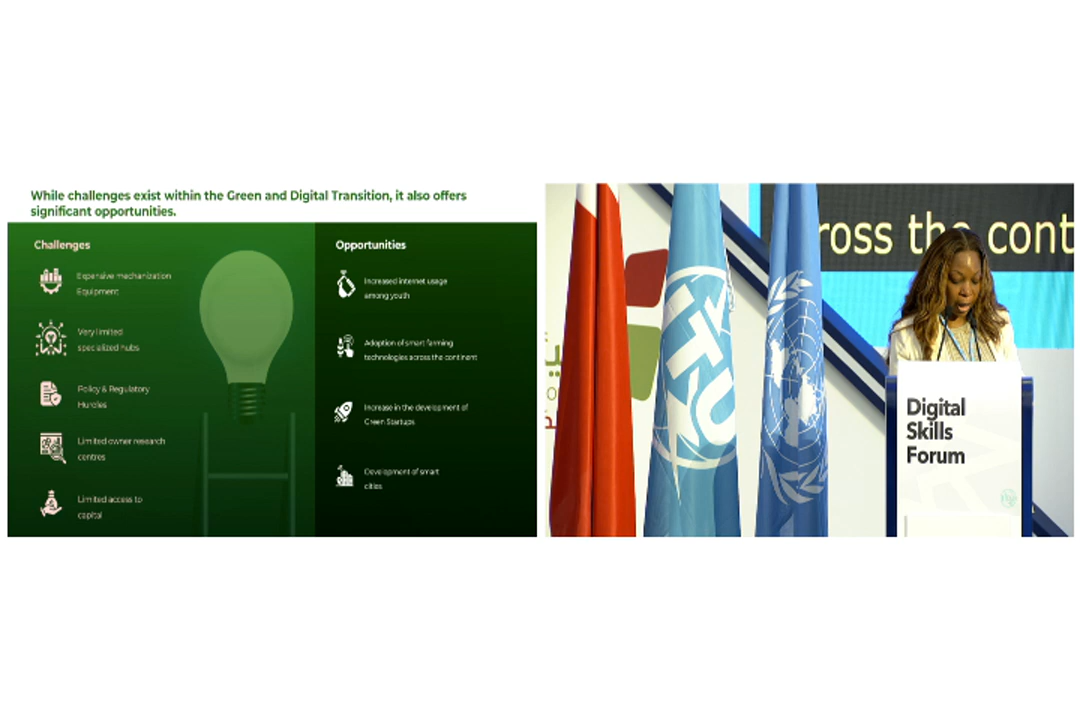 While challenges exist within the Green and Digital Transition, it also offers
significant opportunities.
Challenges
Expensive mechanization
Equipment
Very limited
specialized hubs
Policy & Regulatory
Hurdles
Limited owner research
centres
Limited access to
capital
Opportunities
Increased internet usage
among youth
Adoption of smart farming
technologies across the continent
Increase in the development of
Green Startups
Development of smart
cities
ross the cont
ITU
Digital
Skills
Forum